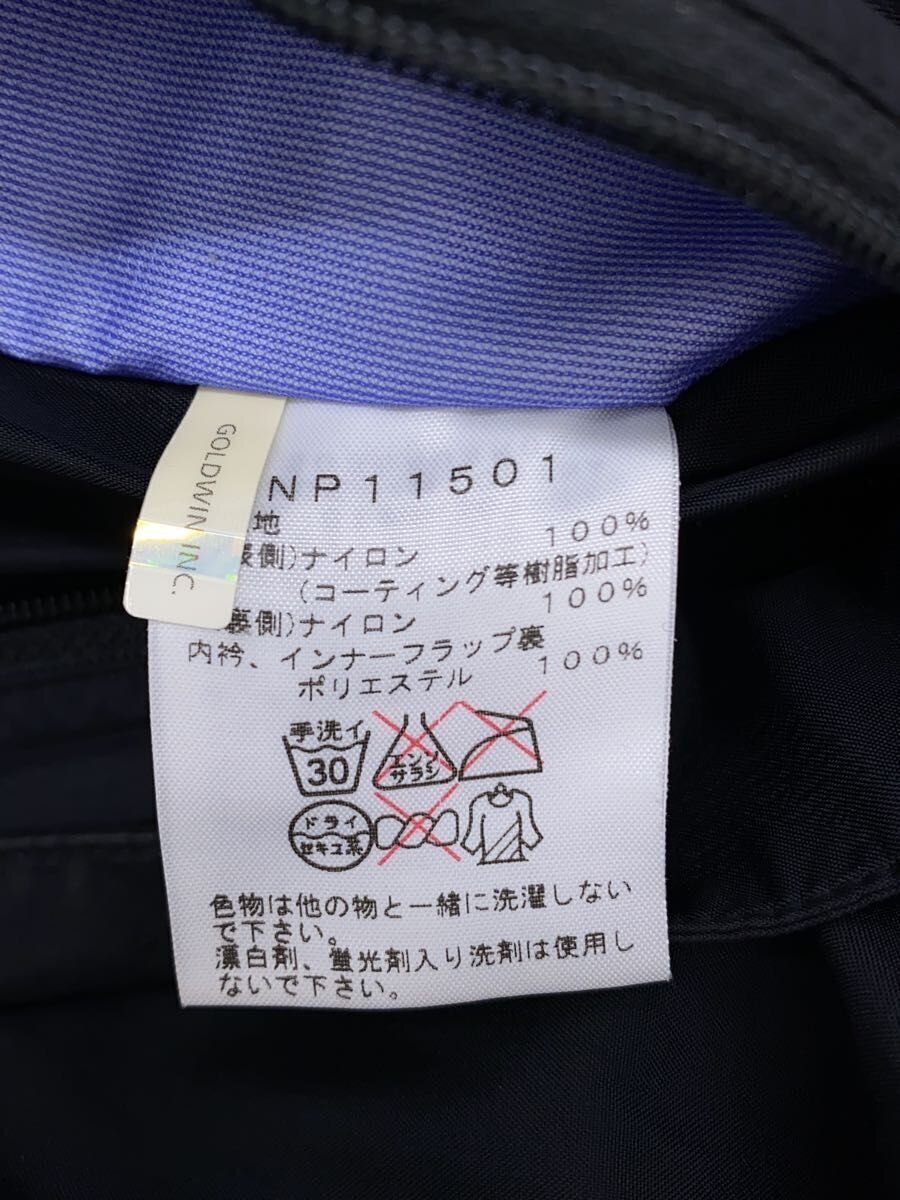 GOLDWIN INC.
NP11501
地
側)ナイロン 100%
(コーティング等樹脂加工)
裏側)ナイロン 100%
内衿、インナーフラップ裏
ポリエステル 100%
手洗イ
30
エンソ
サラシ
ドライ
セキユ系
色物は他の物と一緒に洗濯しない
で下さい。
漂白剤、蛍光剤入り洗剤は使用し
ないで下さい。